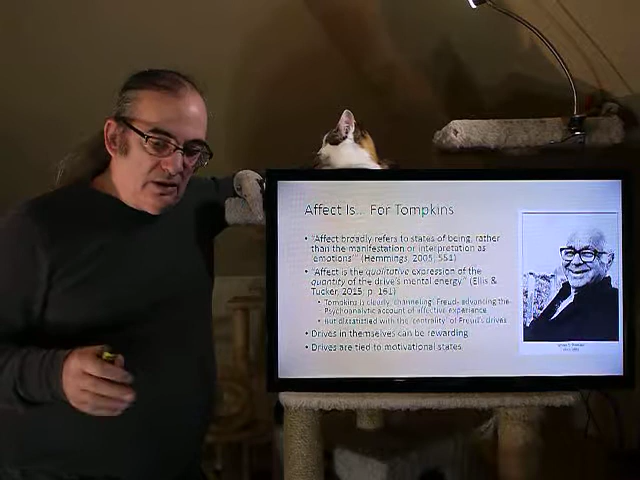 Affect Is… For Tompkins
• "Affect broadly refers to states of being, rather
than the manifestation or interpretation as
'emotions'" (Hemmings, 2005, 551)
• "Affect is the qualitative expression of the
quantity of the drive's mental energy" (Ellis &
Tucker, 2015, p. 161)
• Tompkins is clearly channeling Freud- advancing the
Psychoanalytic account of affective experience
• But dissatisfied with the centrality of Freud's drives
• Drives in themselves can be rewarding
• Drives are tied to motivational states